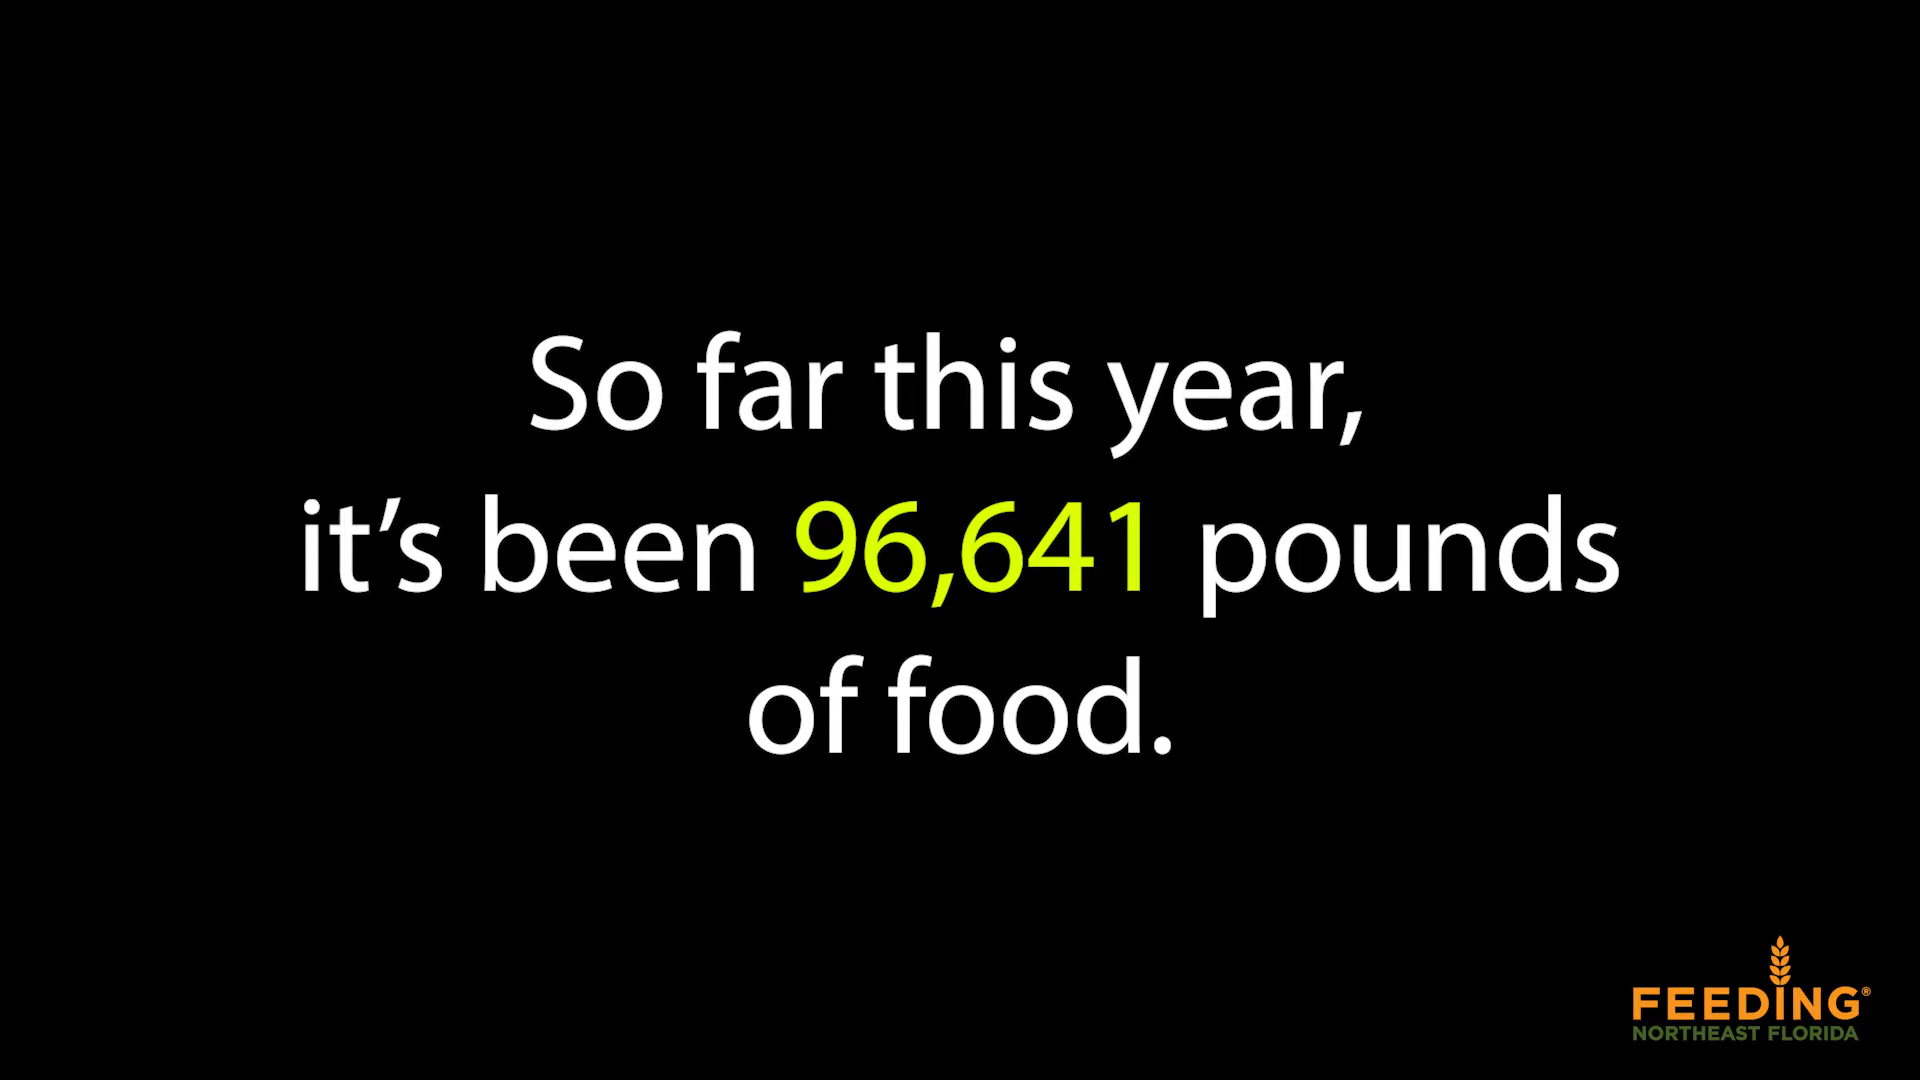 So far this year,
it’s been 96,641 pounds
of food.
FEEDING®
NORTHEAST FLORIDA